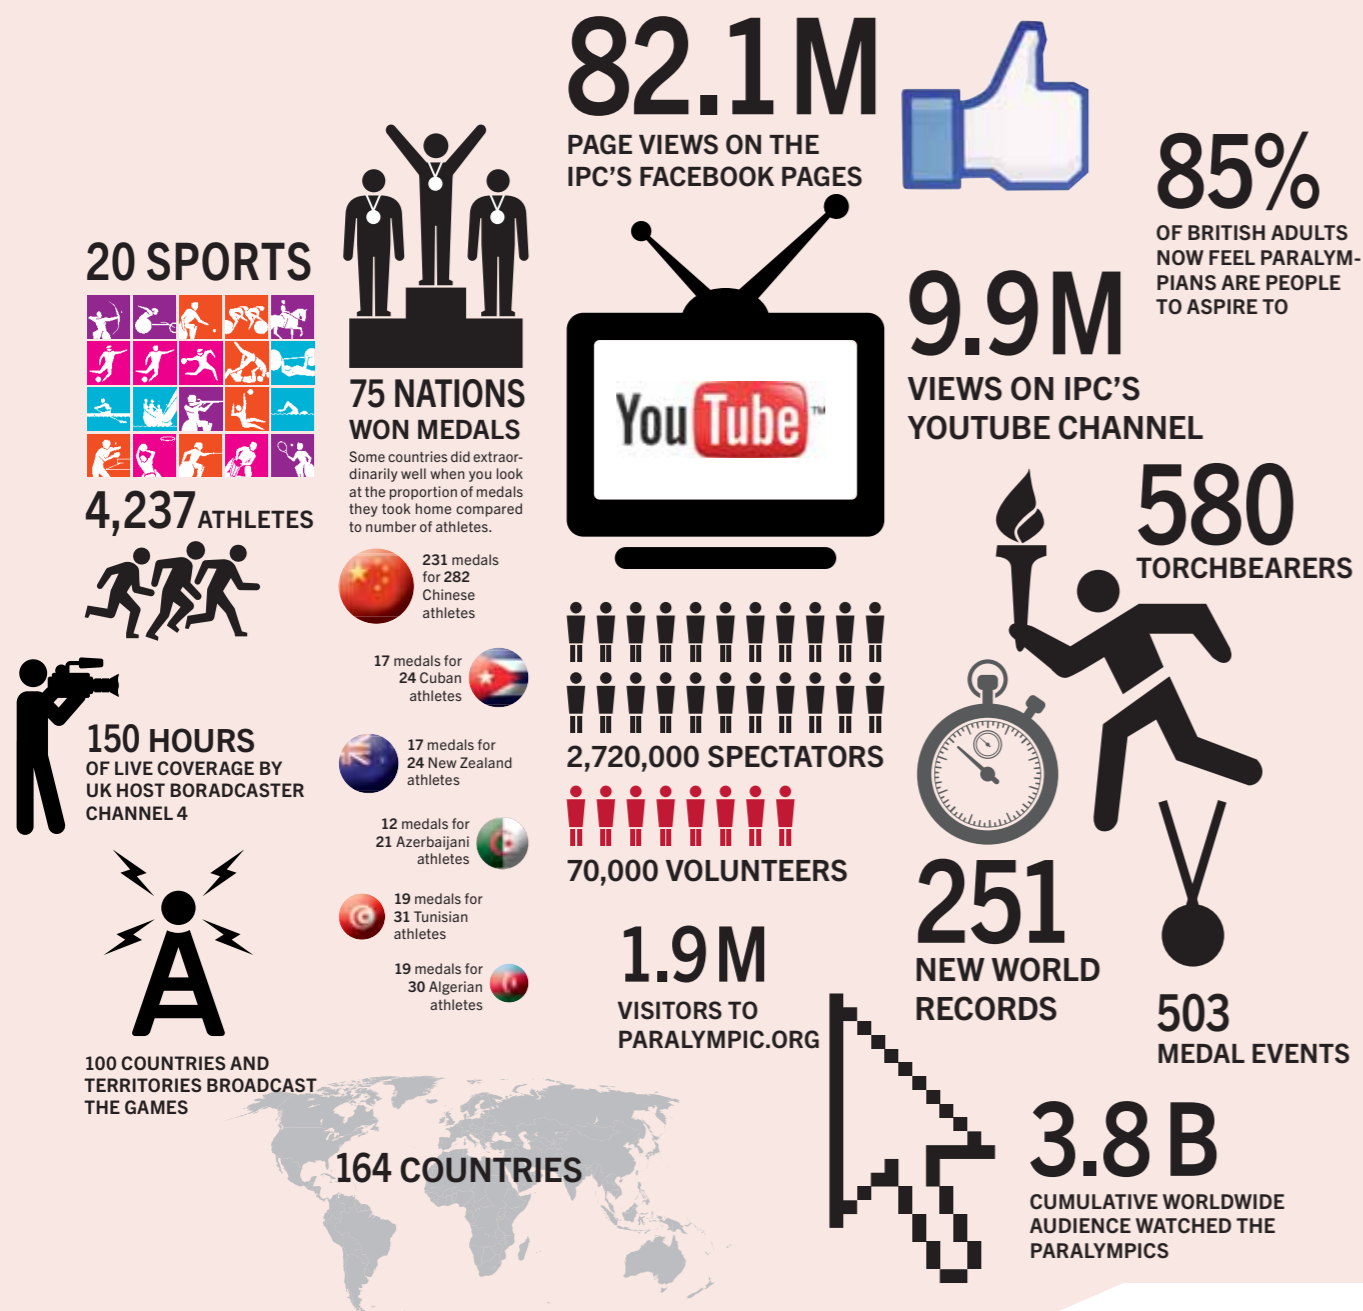 82.1 M
PAGE VIEWS ON THE
IPC'S FACEBOOK PAGES
85%
OF BRITISH ADULTS
NOW FEEL PARALYM-
PIANS ARE PEOPLE
TO ASPIRE TO
20 SPORTS
4,237 ATHLETES
75 NATIONS
WON MEDALS
Some countries did extraor-
dinarily well when you look
at the proportion of medals
they took home compared
to number of athletes.
231 medals
for 282
Chinese
athletes
17 medals for
24 Cuban
athletes
17 medals for
24 New Zealand
athletes
12 medals for
21 Azerbaijani
athletes
19 medals for
31 Tunisian
athletes
19 medals for
30 Algerian
athletes
You Tube ™
9.9 M
VIEWS ON IPC'S
YOUTUBE CHANNEL
580
TORCHBEARERS
150 HOURS
OF LIVE COVERAGE BY
UK HOST BORADCASTER
CHANNEL 4
2,720,000 SPECTATORS
70,000 VOLUNTEERS
251
NEW WORLD
RECORDS
503
MEDAL EVENTS
1.9 M
VISITORS TO
PARALYMPIC.ORG
100 COUNTRIES AND
TERRITORIES BROADCAST
THE GAMES
164 COUNTRIES
3.8 B
CUMULATIVE WORLDWIDE
AUDIENCE WATCHED THE
PARALYMPICS